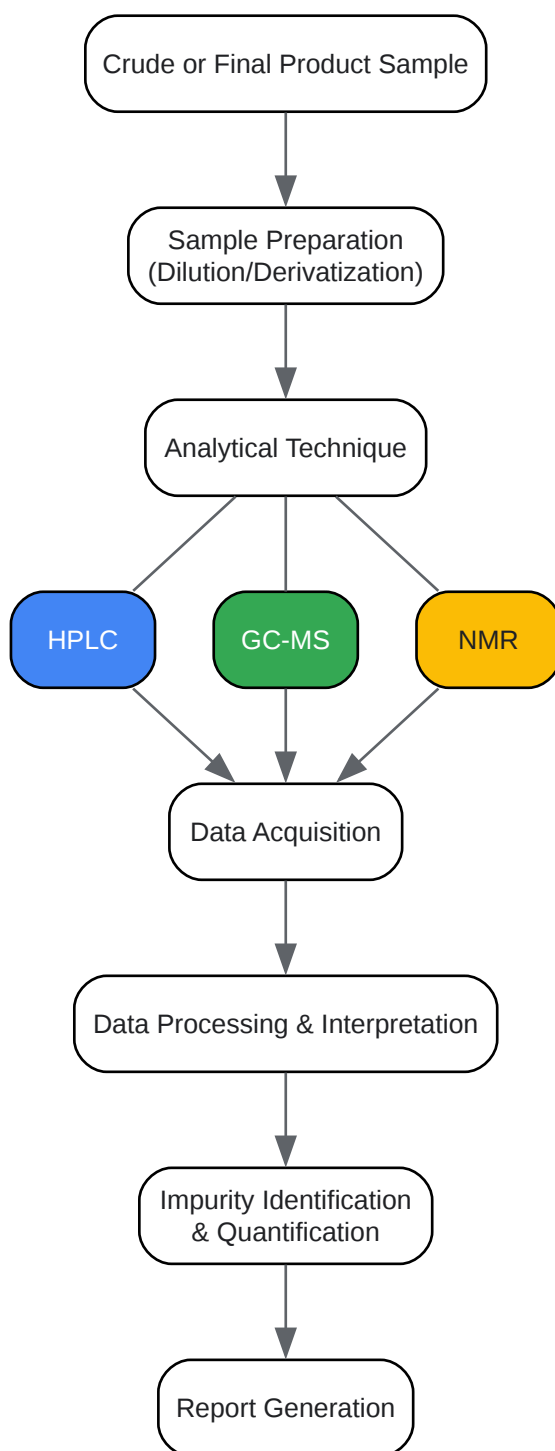 Crude or Final Product Sample
Sample Preparation
(Dilution/Derivatization)
Analytical Technique
HPLC
GC-MS
NMR
Data Acquisition
Data Processing & Interpretation
Impurity Identification
& Quantification
Report Generation